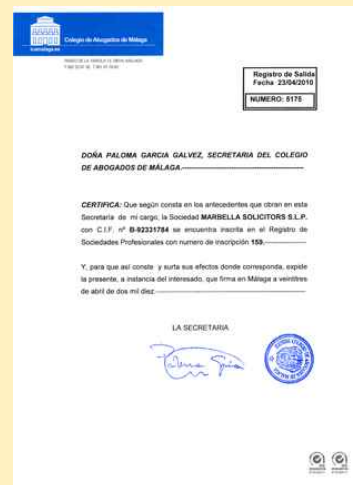 Colegio de Abogados de Málaga
Registro de Salida
Fecha 23/04/2010
NUMERO: 5175
DOÑA PALOMA GARCIA GALVEZ, SECRETARIA DEL COLEGIO
DE ABOGADOS DE MÁLAGA.
CERTIFICA: Que según consta en los antecedentes que obran en esta
Secretaría de mi cargo, la Sociedad MARBELLA SOLICITORS S.L.P.
con C.I.F. nº B-92331784 se encuentra inscrita en el Registro de
Sociedades Profesionales con numero de inscripción 159.
Y, para que así conste y surta sus efectos donde corresponda, expide
la presente, a instancia del interesado, que firma en Málaga a veintitres
de abril de dos mil diez.
LA SECRETARIA